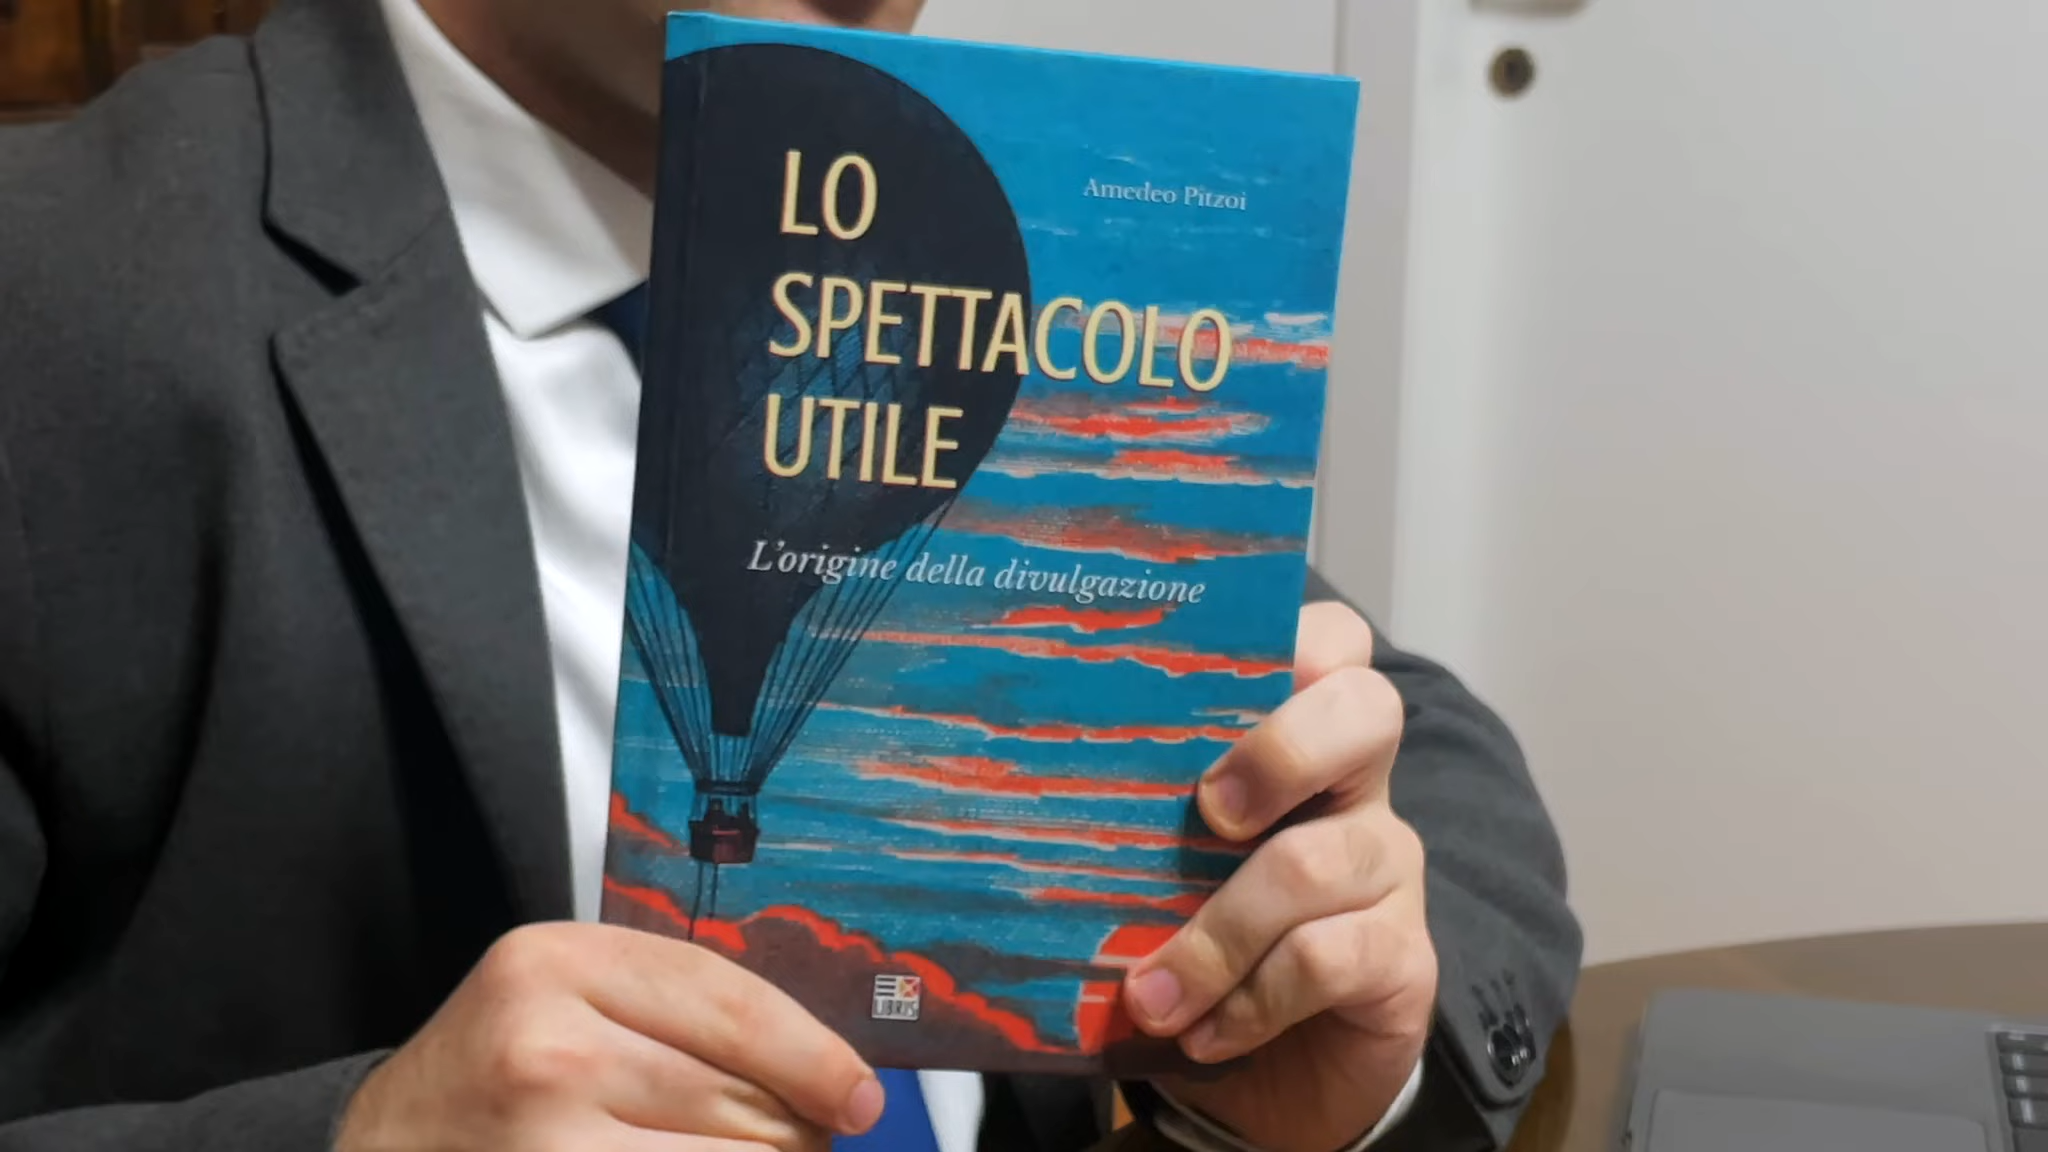 Amedeo Pitzoi
LO
SPETTACOLO
UTILE
L'origine della divulgazione
LIBRIS